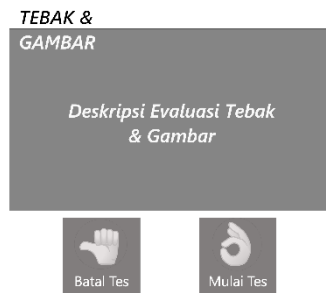 TEBAK &
GAMBAR
Deskripsi Evaluasi Tebak
& Gambar
Batal Tes
Mulai Tes